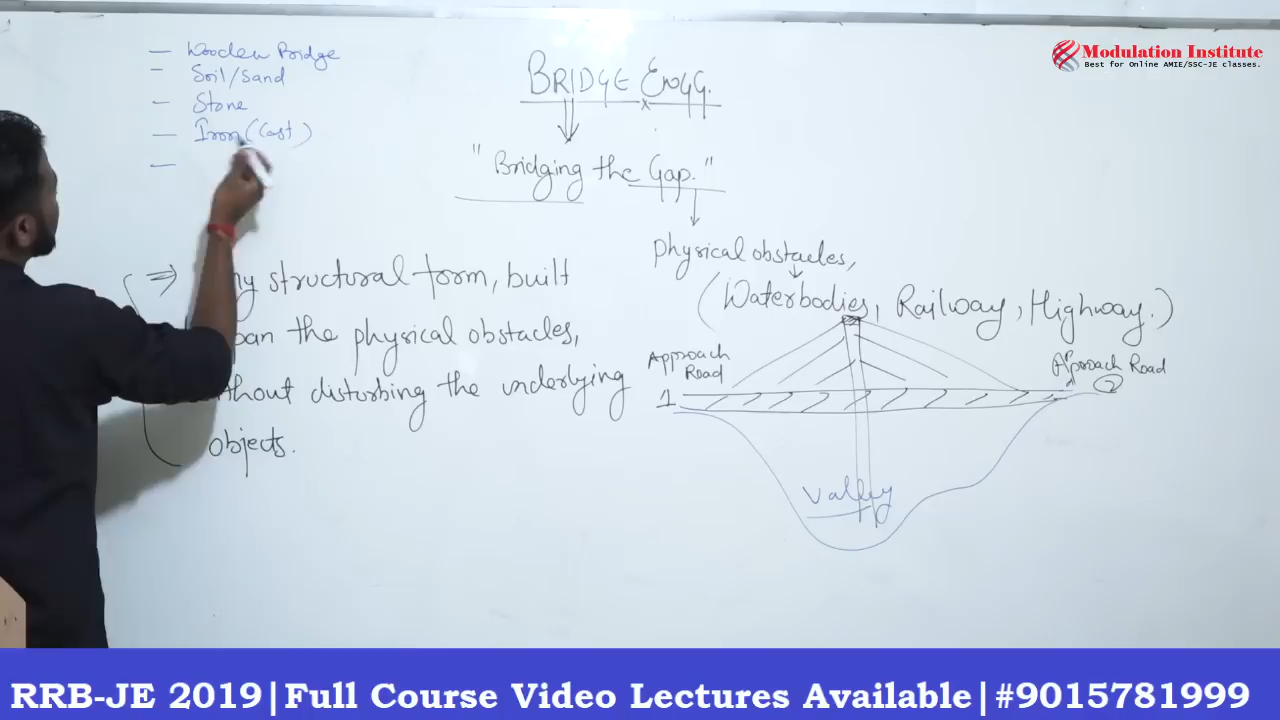 — Wooden Bridge
— Soil/Sand
— Stone
— Iron (Cast)
—
BRIDGE ENGG.
"Bridging the Gap."
physical obstacles,
(Waterbodies, Railway, Highway.)
⇒ structural form, built
the physical obstacles,
disturbing the underlying
objects.
Approach
Road
1
Approach Road
2
Valley
Modulation Institute
Best for Online AMIE/SSC-JE classes.
RRB-JE 2019|Full Course Video Lectures Available|#9015781999